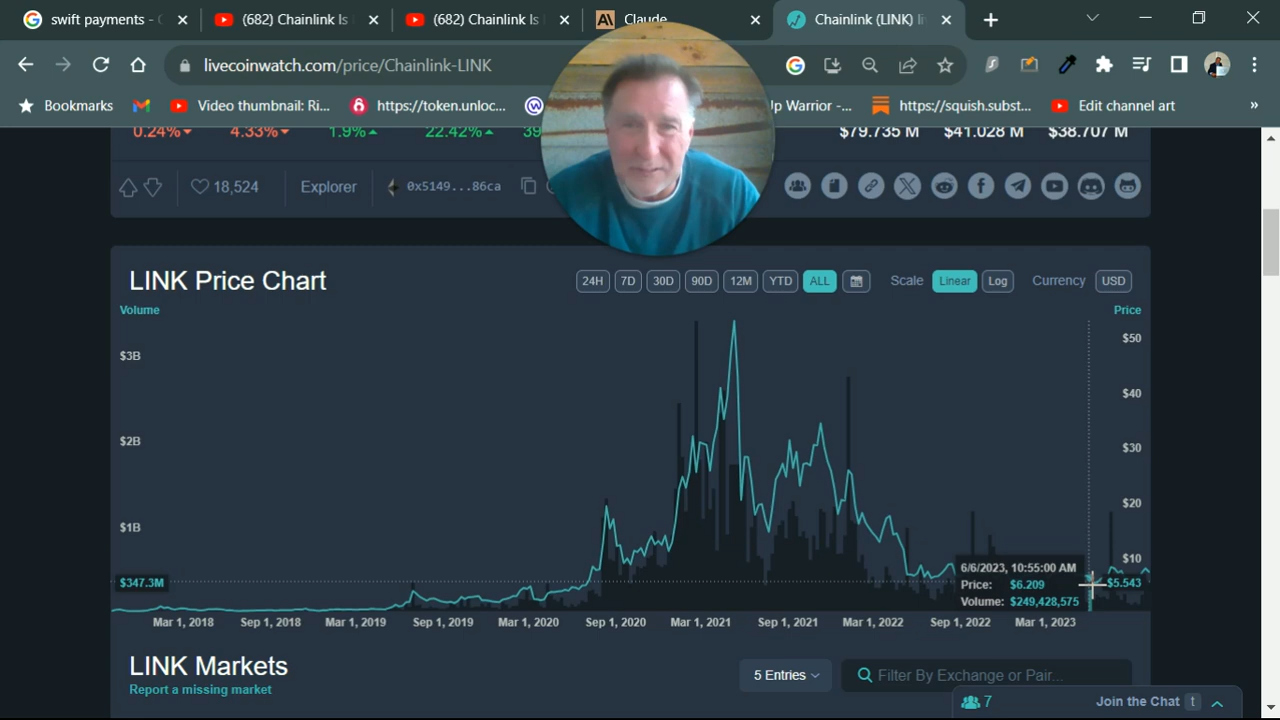 swift payments - (682) Chainlink Is (682) Chainlink Is Claude Chainlink (LINK) li
livecoinwatch.com/price/Chainlink-LINK
Bookmarks Video thumbnail: Ri... https://token.unloc... Up Warrior -... https://squish.subst... Edit channel art »
0.24% 4.33% 1.9% 22.42% 39 $79.735 M $41.028 M $38.707 M
18,524 Explorer 0x5149...86ca
LINK Price Chart 24H 7D 30D 90D 12M YTD ALL Scale Linear Log Currency USD
Volume Price
$50
$3B
$40
$2B $30
$20
$1B
$10
6/6/2023, 10:55:00 AM
$347.3M Price: $6.209 $5.543
Volume: $249,428,575
Mar 1, 2018 Sep 1, 2018 Mar 1, 2019 Sep 1, 2019 Mar 1, 2020 Sep 1, 2020 Mar 1, 2021 Sep 1, 2021 Mar 1, 2022 Sep 1, 2022 Mar 1, 2023
LINK Markets 5 Entries Filter By Exchange or Pair...
Report a missing market
7 Join the Chat t